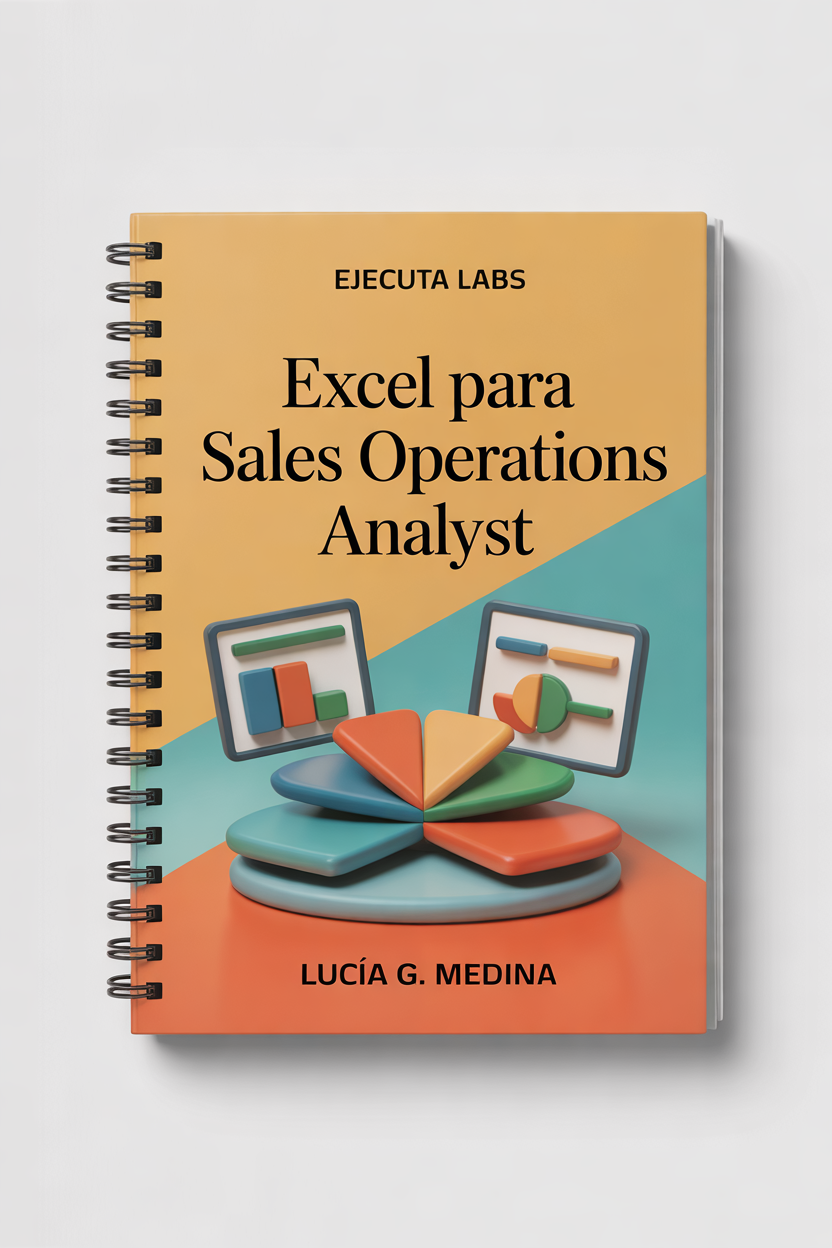 EJECUTA LABS
Excel para
Sales Operations
Analyst
LUCÍA G. MEDINA